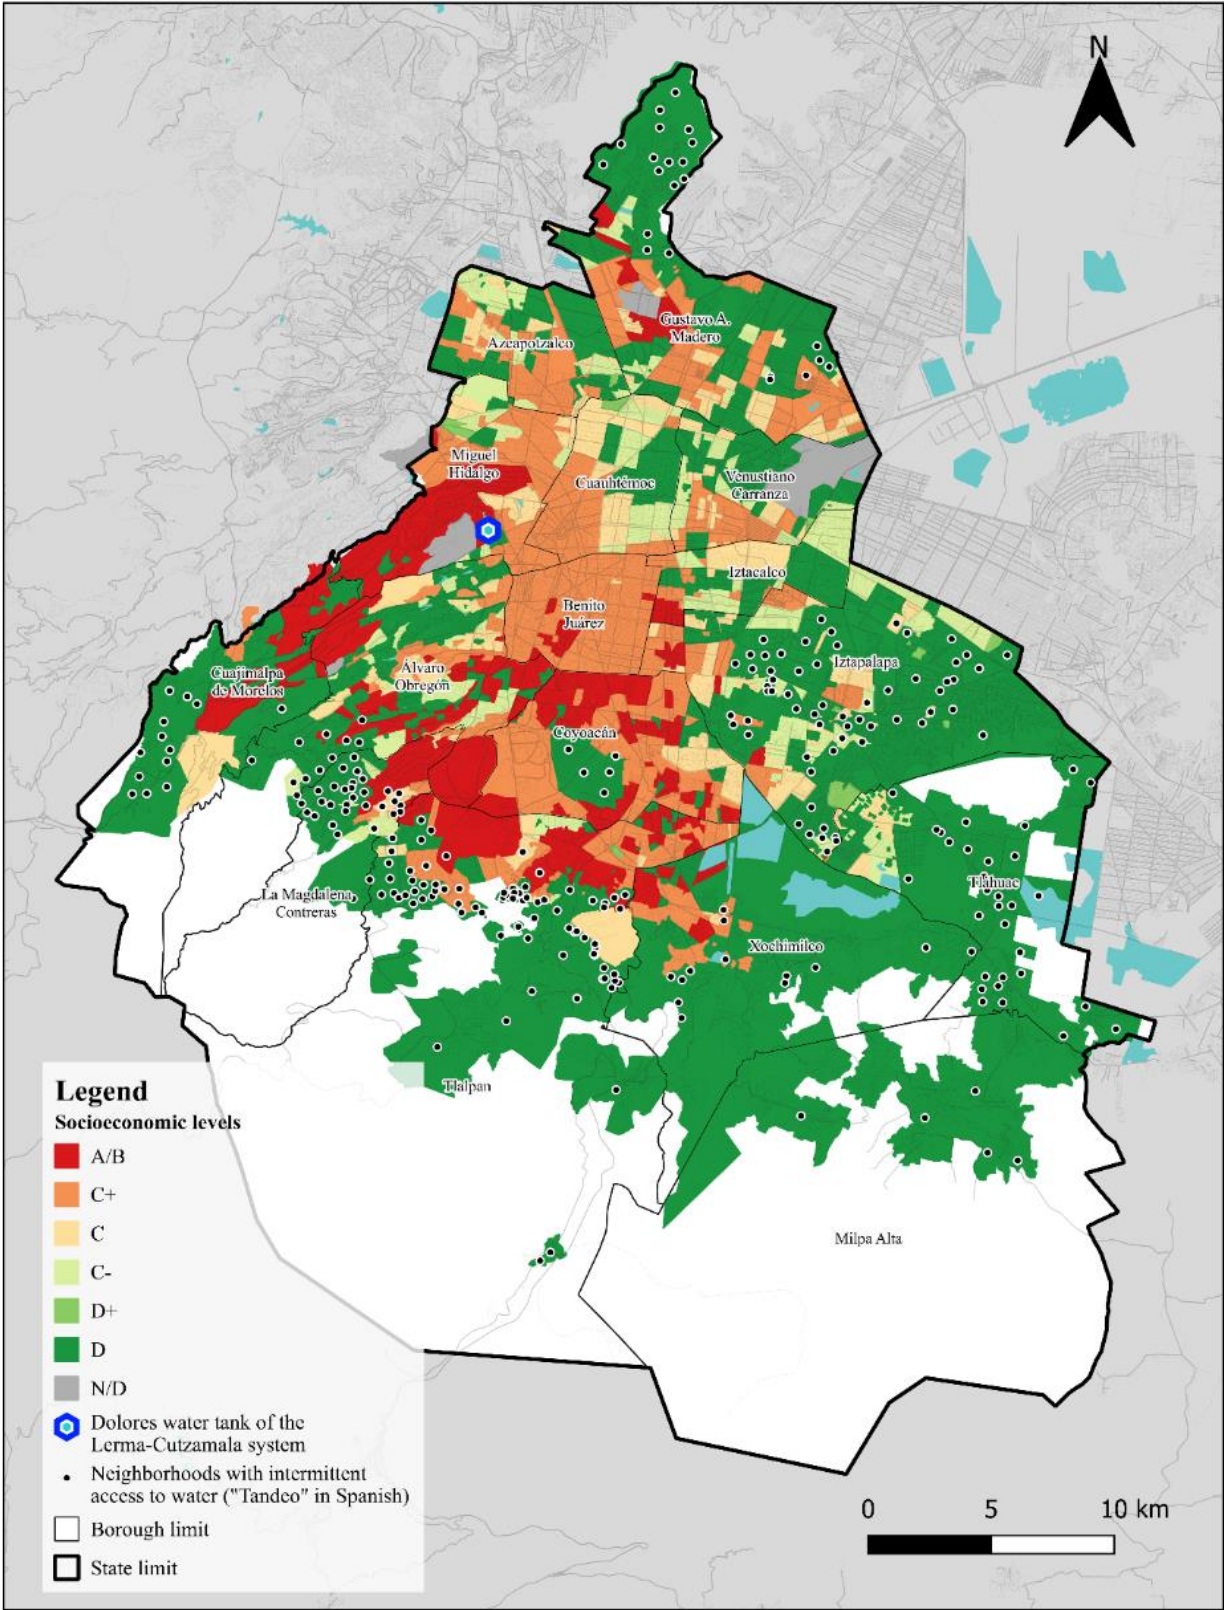 N
Gustavo A.
Madero
Azcapotzalco
Miguel
Hidalgo
Cuauhtémoc
Venustiano
Carranza
Iztacalco
Benito
Juárez
Iztapalapa
Álvaro
Obregón
Cuajimalpa
de Morelos
Coyoacán
La Magdalena
Contreras
Tláhuac
Xochimilco
Tlalpan
Milpa Alta
Legend
Socioeconomic levels
A/B
C+
C
C-
D+
D
N/D
Dolores water tank of the
Lerma-Cutzamala system
Neighborhoods with intermittent
access to water ("Tandeo" in Spanish)
Borough limit
State limit
0 5 10 km